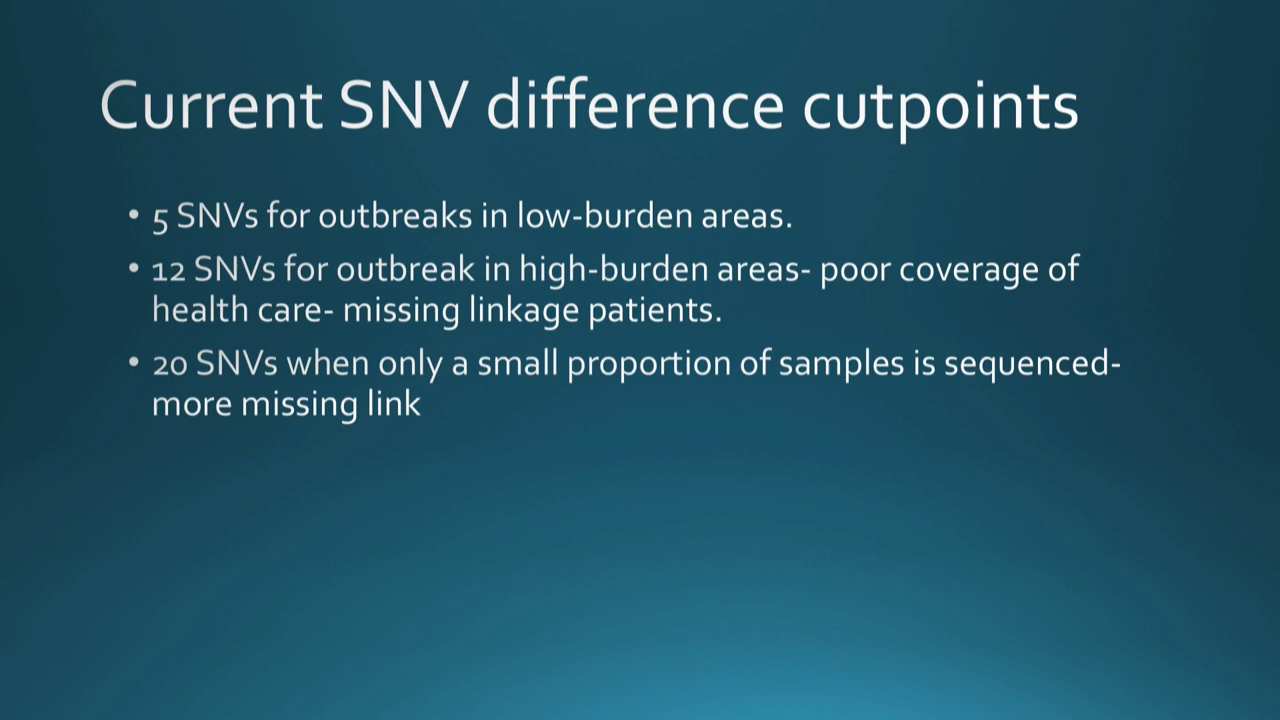 Current SNV difference cutpoints
• 5 SNVs for outbreaks in low-burden areas.
• 12 SNVs for outbreak in high-burden areas- poor coverage of
health care- missing linkage patients.
• 20 SNVs when only a small proportion of samples is sequenced-
more missing link